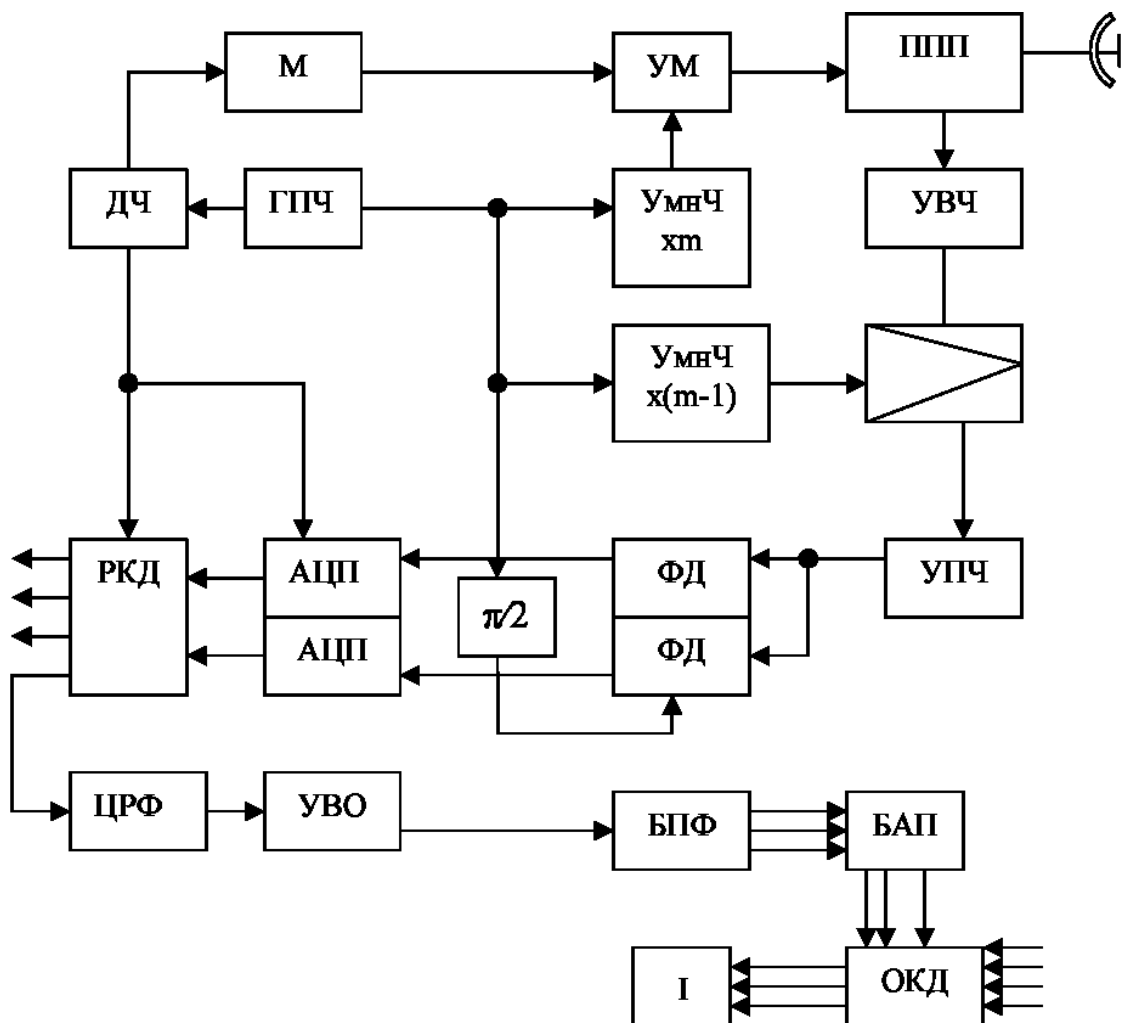 М
УМ
ППП
ДЧ
ГПЧ
УмнЧ
xm
УВЧ
УмнЧ
x(m-1)
РКД
АЦП
π/2
ФД
УПЧ
АЦП
ФД
ЦРФ
УВО
БПФ
БАП
I
ОКД